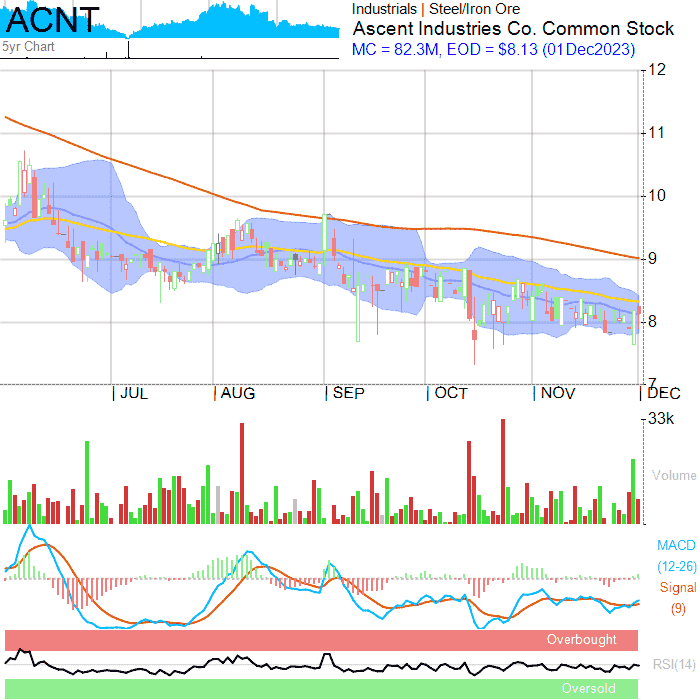 ACNT
5yr Chart
Industrials | Steel/Iron Ore
Ascent Industries Co. Common Stock
MC = 82.3M, EOD = $8.13 (01Dec2023)
12
11
10
9
8
7
JUL AUG SEP OCT NOV DEC
33k
Volume
MACD
(12-26)
Signal
(9)
Overbought
RSI(14)
Oversold